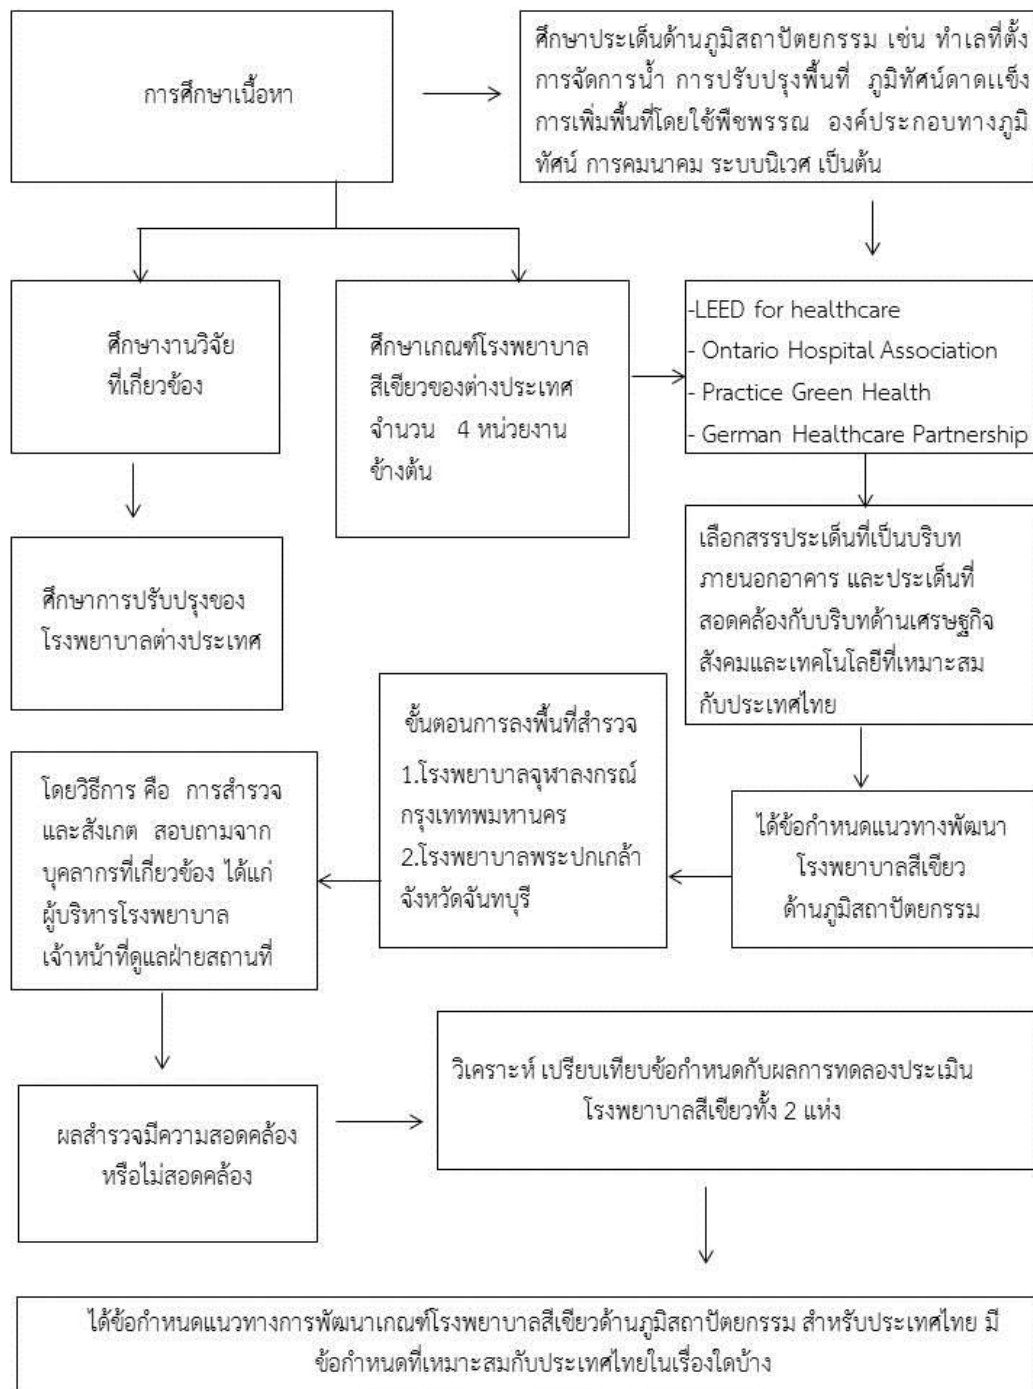 การศึกษาเนื้อหา
ศึกษาประเด็นด้านภูมิสถาปัตยกรรม เช่น ทำเลที่ตั้ง
การจัดการน้ำ การปรับปรุงพื้นที่ ภูมิทัศน์ดาดแข็ง
การเพิ่มพื้นที่โดยใช้พืชพรรณ องค์ประกอบทางภูมิ
ทัศน์ การคมนาคม ระบบนิเวศ เป็นต้น
ศึกษางานวิจัย
ที่เกี่ยวข้อง
ศึกษาเกณฑ์โรงพยาบาล
สีเขียวของต่างประเทศ
จำนวน 4 หน่วยงาน
ข้างต้น
-LEED for healthcare
- Ontario Hospital Association
- Practice Green Health
- German Healthcare Partnership
ศึกษาการปรับปรุงของ
โรงพยาบาลต่างประเทศ
เลือกสรรประเด็นที่เป็นบริบท
ภายนอกอาคาร และประเด็นที่
สอดคล้องกับบริบทด้านเศรษฐกิจ
สังคมและเทคโนโลยีที่เหมาะสม
กับประเทศไทย
ได้ข้อกำหนดแนวทางพัฒนา
โรงพยาบาลสีเขียว
ด้านภูมิสถาปัตยกรรม
ขั้นตอนการลงพื้นที่สำรวจ
1.โรงพยาบาลจุฬาลงกรณ์
กรุงเททพมหานคร
2.โรงพยาบาลพระปกเกล้า
จังหวัดจันทบุรี
โดยวิธีการ คือ การสำรวจ
และสังเกต สอบถามจาก
บุคลากรที่เกี่ยวข้อง ได้แก่
ผู้บริหารโรงพยาบาล
เจ้าหน้าที่ดูแลฝ่ายสถานที่
ผลสำรวจมีความสอดคล้อง
หรือไม่สอดคล้อง
วิเคราะห์ เปรียบเทียบข้อกำหนดกับผลการทดลองประเมิน
โรงพยาบาลสีเขียวทั้ง 2 แห่ง
ได้ข้อกำหนดแนวทางการพัฒนาเกณฑ์โรงพยาบาลสีเขียวด้านภูมิสถาปัตยกรรม สำหรับประเทศไทย มี
ข้อกำหนดที่เหมาะสมกับประเทศไทยในเรื่องใดบ้าง